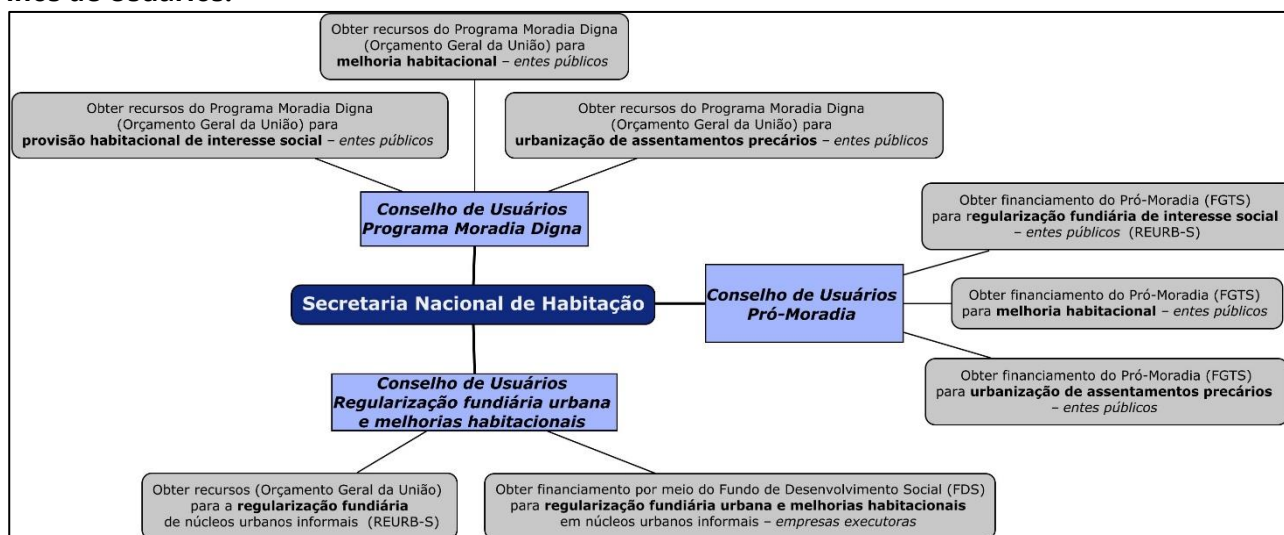 Obter recursos do Programa Moradia Digna
(Orçamento Geral da União) para
melhoria habitacional – entes públicos
Obter recursos do Programa Moradia Digna
(Orçamento Geral da União) para
provisão habitacional de interesse social – entes públicos
Obter recursos do Programa Moradia Digna
(Orçamento Geral da União) para
urbanização de assentamentos precários – entes públicos
Conselho de Usuários
Programa Moradia Digna
Obter financiamento do Pró-Moradia (FGTS)
para regularização fundiária de interesse social
– entes públicos (REURB-S)
Secretaria Nacional de Habitação
Conselho de Usuários
Pró-Moradia
Obter financiamento do Pró-Moradia (FGTS)
para melhoria habitacional – entes públicos
Obter financiamento do Pró-Moradia (FGTS)
para urbanização de assentamentos precários
– entes públicos
Conselho de Usuários
Regularização fundiária urbana
e melhorias habitacionais
Obter recursos (Orçamento Geral da União)
para a regularização fundiária
de núcleos urbanos informais (REURB-S)
Obter financiamento por meio do Fundo de Desenvolvimento Social (FDS)
para regularização fundiária urbana e melhorias habitacionais
em núcleos urbanos informais – empresas executoras